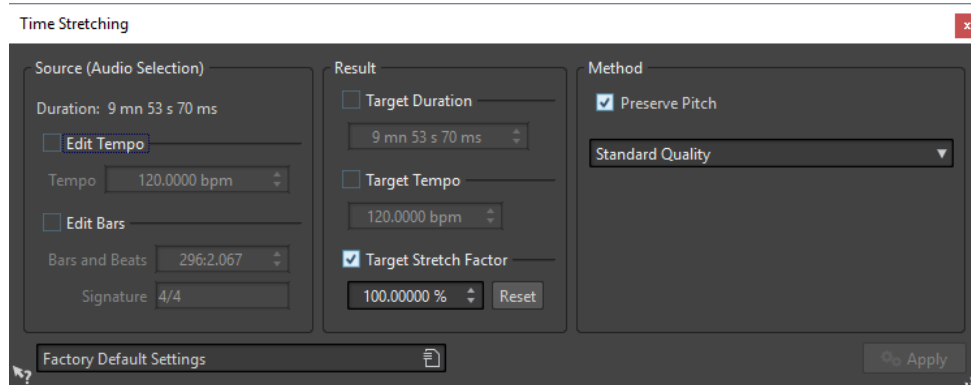 Time Stretching
x
Source (Audio Selection)
Duration: 9 mn 53 s 70 ms
Edit Tempo
Tempo 120.0000 bpm
Edit Bars
Bars and Beats 296:2.067
Signature 4/4
Result
Target Duration
9 mn 53 s 70 ms
Target Tempo
120.0000 bpm
Target Stretch Factor
100.00000 % Reset
Method
Preserve Pitch
Standard Quality
Factory Default Settings
Apply
?